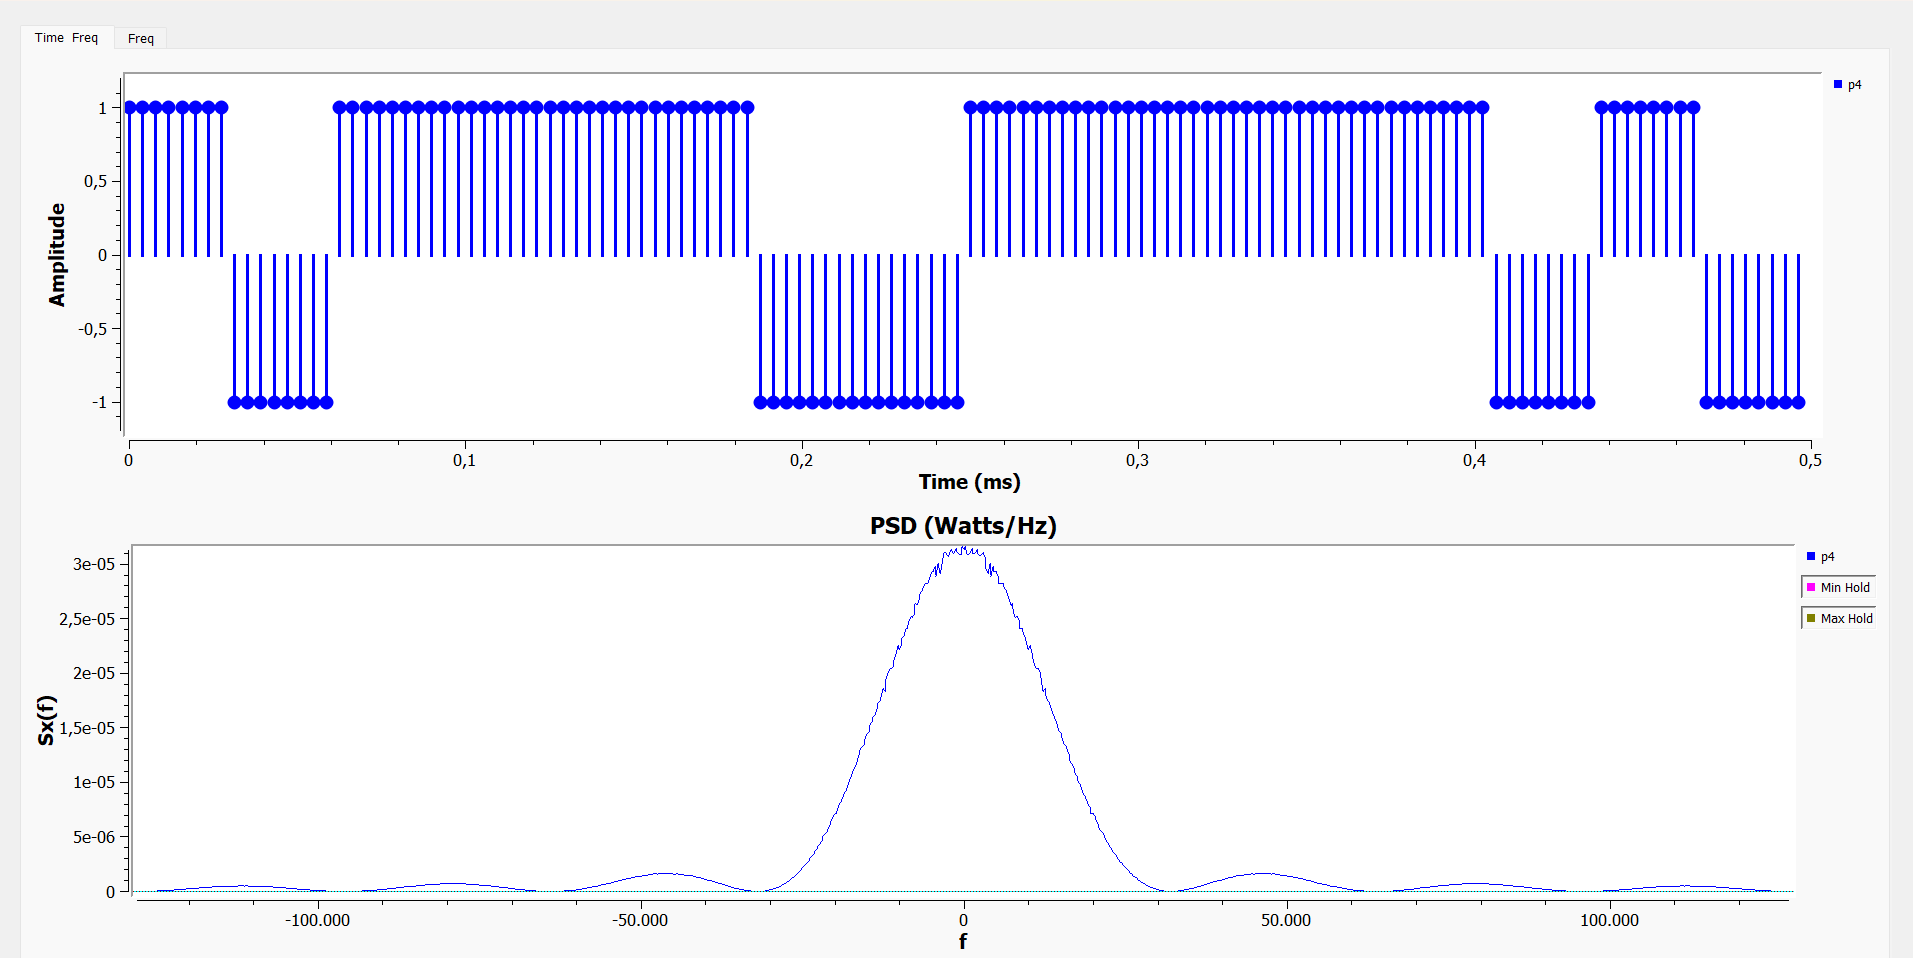 Time Freq
Freq
p4
1
0,5
0
-0,5
-1
Amplitude
0 0,1 0,2 0,3 0,4 0,5
Time (ms)
PSD (Watts/Hz)
p4
Min Hold
Max Hold
3e-05
2,5e-05
2e-05
1,5e-05
1e-05
5e-06
0
Sx(f)
-100.000 -50.000 0 50.000 100.000
f